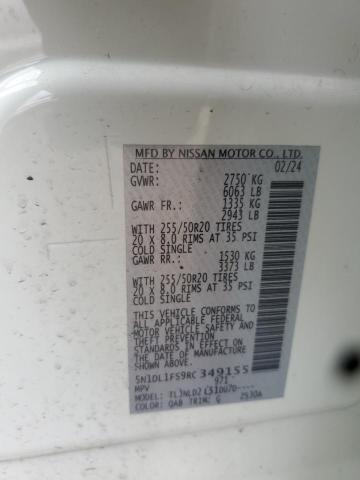 MFD BY NISSAN MOTOR CO., LTD.
DATE: 02/24
GVWR: 2750 KG
6063 LB
GAWR FR.: 1335 KG
2943 LB
WITH 255/50R20 TIRES
20 x 8.0 RIMS AT 35 PSI
COLD SINGLE
GAWR RR.: 1530 KG
3373 LB
WITH 255/50R20 TIRES
20 x 8.0 RIMS AT 35 PSI
COLD SINGLE
THIS VEHICLE CONFORMS TO
ALL APPLICABLE FEDERAL
MOTOR VEHICLE SAFETY AND
THEFT PREVENTION
STANDARDS IN EFFECT ON
THE DATE OF MANUFACTURE
SHOWN ABOVE.
5N1DL1FS9RC349155
MPV 971
MODEL:
COLOR: QAB TRIM: G